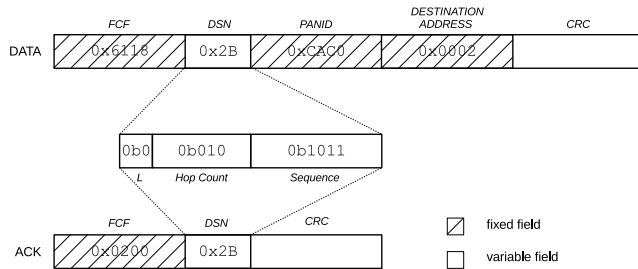 FCF DSN PANID DESTINATION ADDRESS CRC
DATA 0x6118 0x2B 0xCAC0 0x0002
0b0 0b010 0b1011
L Hop Count Sequence
FCF DSN CRC
ACK 0x0200 0x2B
fixed field
variable field